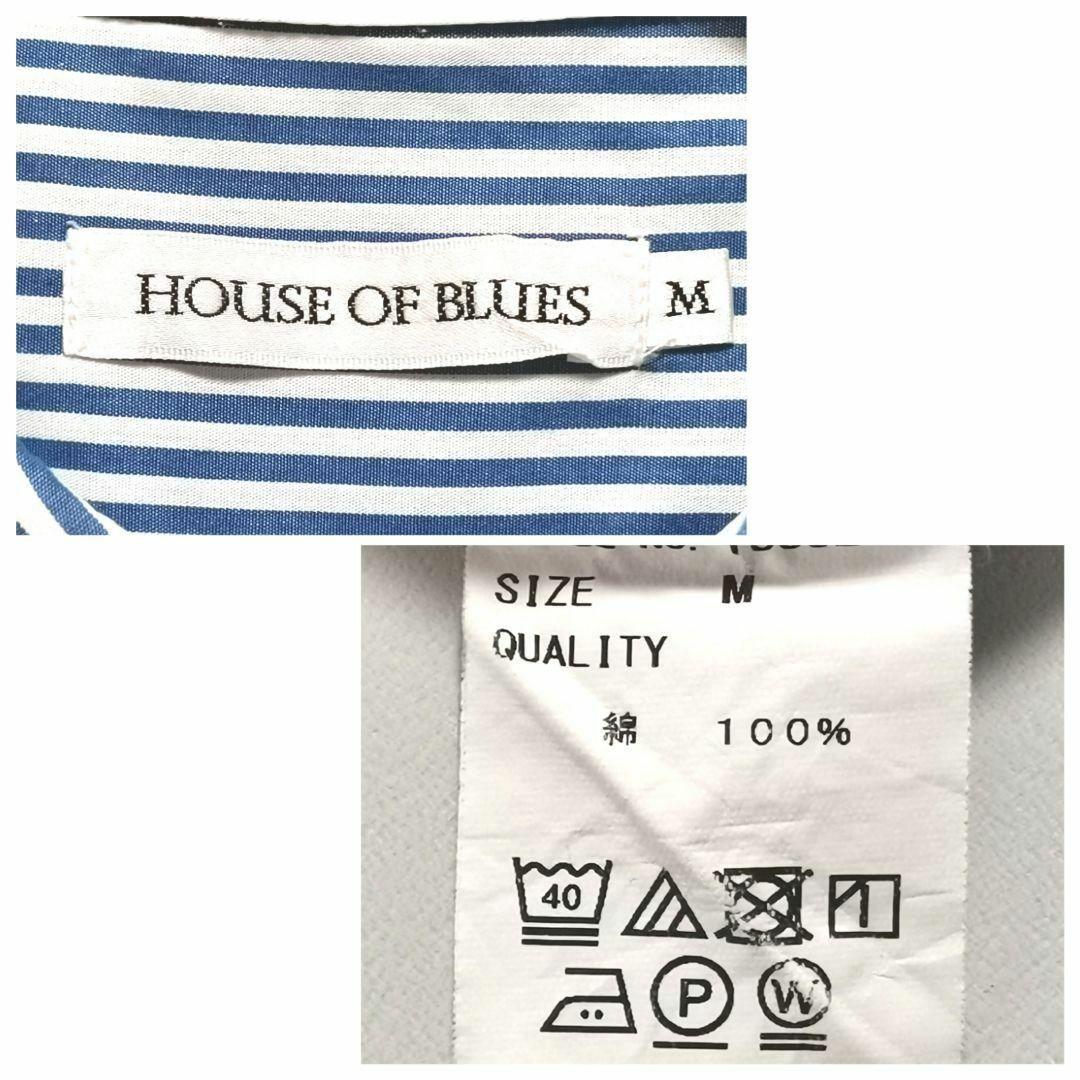 HOUSE OF BLUES M
SIZE M
QUALITY
綿 100%
40
P W